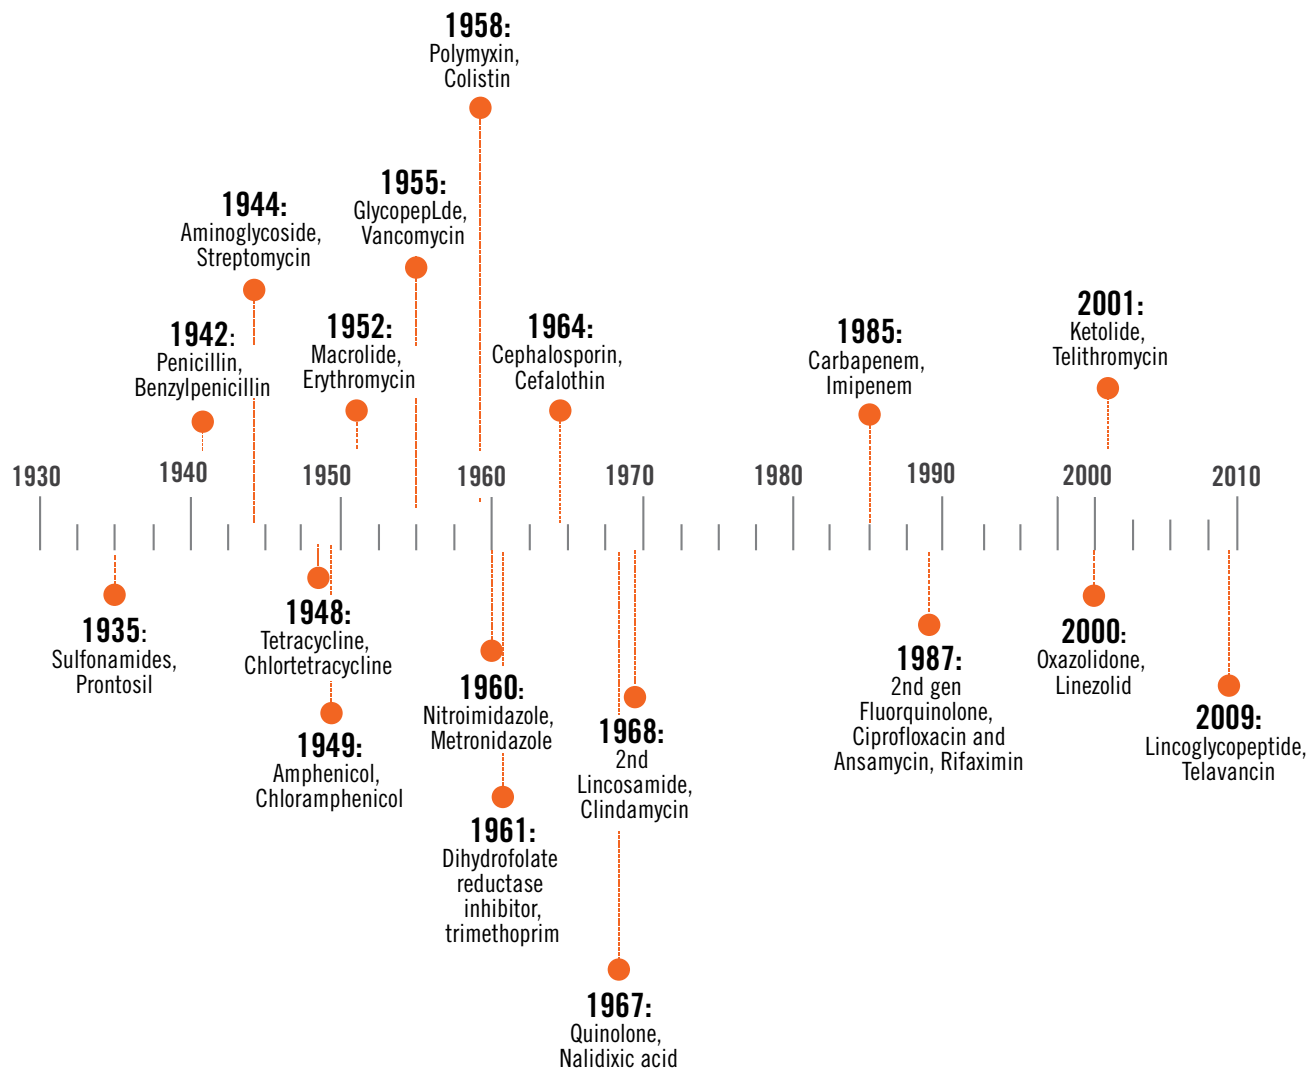 1958:
Polymyxin,
Colistin
1955:
GlycopepLde,
Vancomycin
1944:
Aminoglycoside,
Streptomycin
1942:
Penicillin,
Benzylpenicillin
1952:
Macrolide,
Erythromycin
1964:
Cephalosporin,
Cefalothin
1985:
Carbapenem,
Imipenem
2001:
Ketolide,
Telithromycin
1930
1940
1950
1960
1970
1980
1990
2000
2010
1935:
Sulfonamides,
Prontosil
1948:
Tetracycline,
Chlortetracycline
1949:
Amphenicol,
Chloramphenicol
1960:
Nitroimidazole,
Metronidazole
1961:
Dihydrofolate
reductase
inhibitor,
trimethoprim
1968:
2nd
Lincosamide,
Clindamycin
1967:
Quinolone,
Nalidixic acid
1987:
2nd gen
Fluorquinolone,
Ciprofloxacin and
Ansamycin, Rifaximin
2000:
Oxazolidone,
Linezolid
2009:
Lincoglycopeptide,
Telavancin